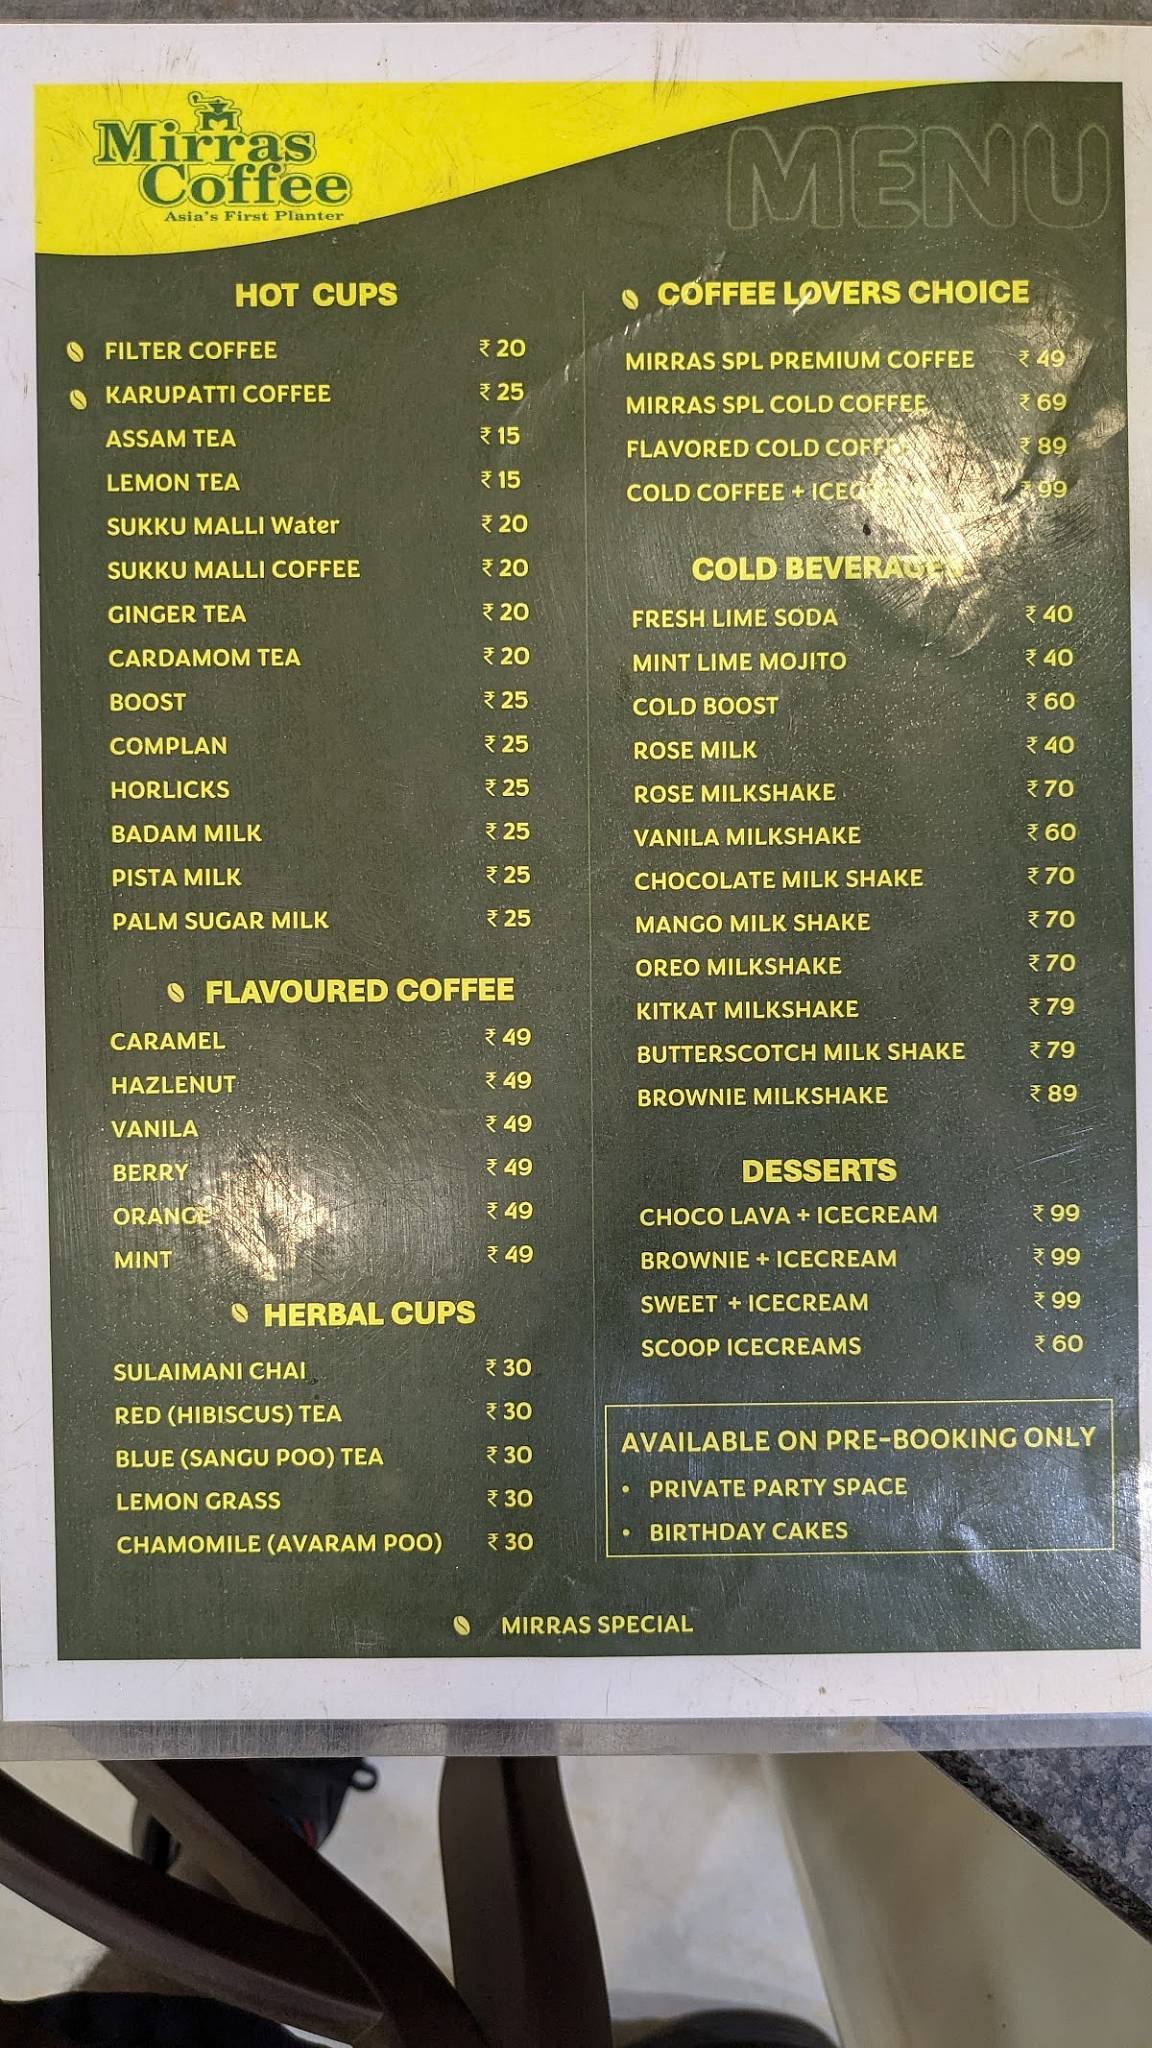 Mirras
Coffee
Asia's First Planter
MENU
HOT CUPS
FILTER COFFEE ₹ 20
KARUPATTI COFFEE ₹ 25
ASSAM TEA ₹ 15
LEMON TEA ₹ 15
SUKKU MALLI Water ₹ 20
SUKKU MALLI COFFEE ₹ 20
GINGER TEA ₹ 20
CARDAMOM TEA ₹ 20
BOOST ₹ 25
COMPLAN ₹ 25
HORLICKS ₹ 25
BADAM MILK ₹ 25
PISTA MILK ₹ 25
PALM SUGAR MILK ₹ 25
FLAVOURED COFFEE
CARAMEL ₹ 49
HAZLENUT ₹ 49
VANILA ₹ 49
BERRY ₹ 49
ORANGE ₹ 49
MINT ₹ 49
HERBAL CUPS
SULAIMANI CHAI ₹ 30
RED (HIBISCUS) TEA ₹ 30
BLUE (SANGU POO) TEA ₹ 30
LEMON GRASS ₹ 30
CHAMOMILE (AVARAM POO) ₹ 30
COFFEE LOVERS CHOICE
MIRRAS SPL PREMIUM COFFEE ₹ 49
MIRRAS SPL COLD COFFEE ₹ 69
FLAVORED COLD COFFEE ₹ 89
COLD COFFEE + ₹ 99
COLD BEVERAGES
FRESH LIME SODA ₹ 40
MINT LIME MOJITO ₹ 40
COLD BOOST ₹ 60
ROSE MILK ₹ 40
ROSE MILKSHAKE ₹ 70
VANILA MILKSHAKE ₹ 60
CHOCOLATE MILK SHAKE ₹ 70
MANGO MILK SHAKE ₹ 70
OREO MILKSHAKE ₹ 70
KITKAT MILKSHAKE ₹ 79
BUTTERSCOTCH MILK SHAKE ₹ 79
BROWNIE MILKSHAKE ₹ 89
DESSERTS
CHOCO LAVA + ICECREAM ₹ 99
BROWNIE + ICECREAM ₹ 99
SWEET + ICECREAM ₹ 99
SCOOP ICECREAMS ₹ 60
AVAILABLE ON PRE-BOOKING ONLY
• PRIVATE PARTY SPACE
• BIRTHDAY CAKES
MIRRAS SPECIAL